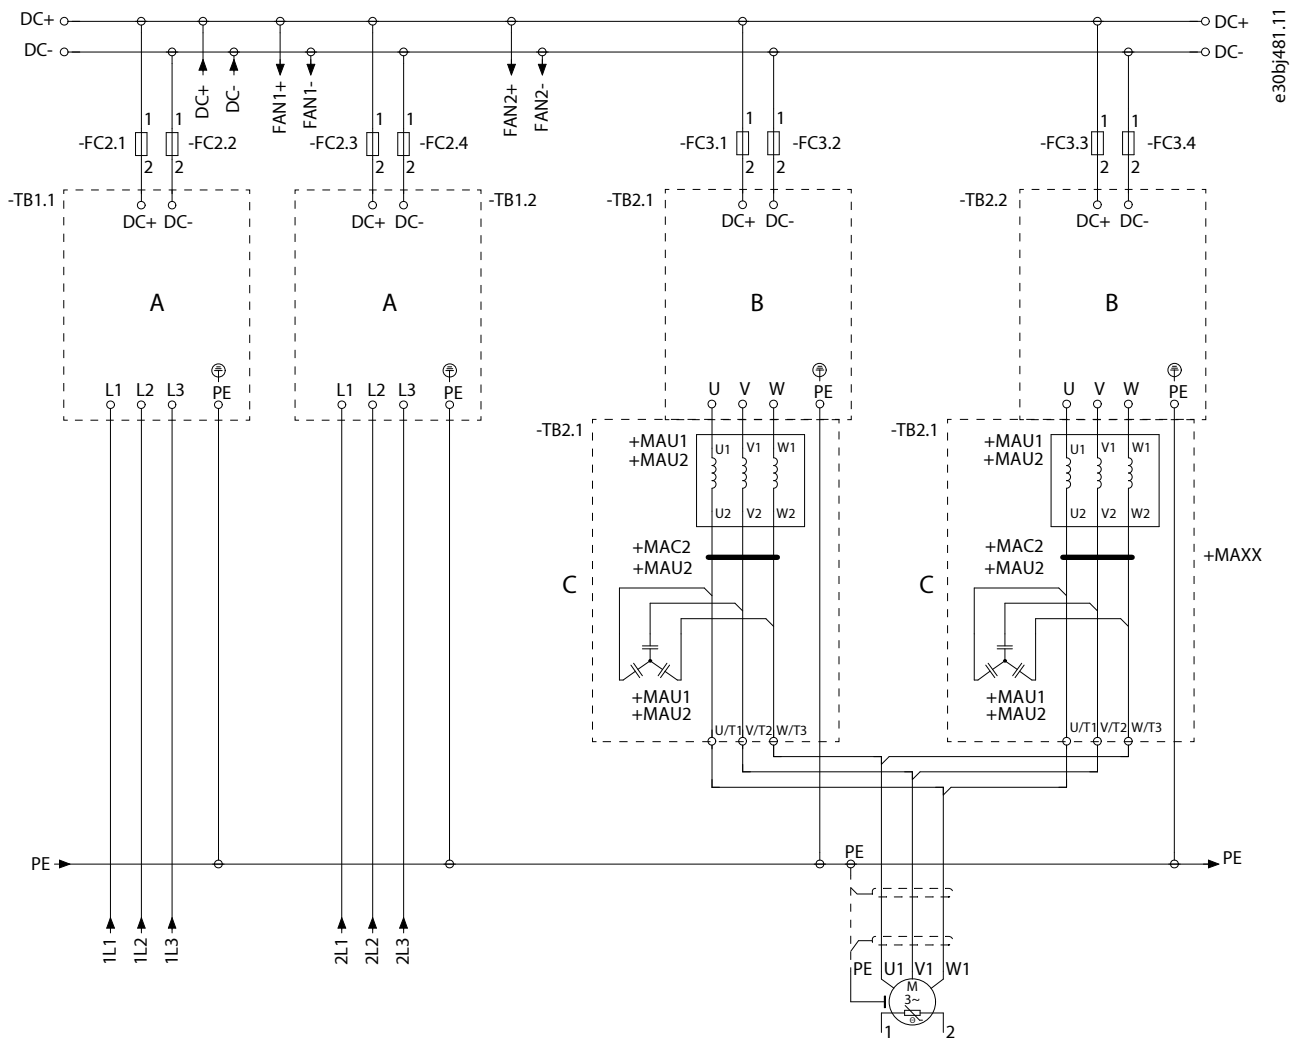 DC+ DC+
DC- DC-
e30bj481.11
DC+ DC- FAN1+ FAN1- FAN2+ FAN2-
1 1 1 1 1 1 1 1
-FC2.1 -FC2.2 -FC2.3 -FC2.4 -FC3.1 -FC3.2 -FC3.3 -FC3.4
2 2 2 2 2 2 2 2
-TB1.1 -TB1.2 -TB2.1 -TB2.2
DC+ DC- DC+ DC- DC+ DC- DC+ DC-
A A B B
L1 L2 L3 PE L1 L2 L3 PE U V W PE U V W PE
-TB2.1 -TB2.1
+MAU1 U1 V1 W1 +MAU1 U1 V1 W1
+MAU2 +MAU2
U2 V2 W2 U2 V2 W2
+MAC2 +MAC2 +MAXX
+MAU2 +MAU2
C C
+MAU1 +MAU1
+MAU2 +MAU2
U/T1 V/T2 W/T3 U/T1 V/T2 W/T3
PE PE PE
1L1 1L2 1L3 2L1 2L2 2L3
PE U1 V1 W1
M
3~
θ
1 2